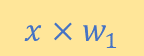 x × w₁